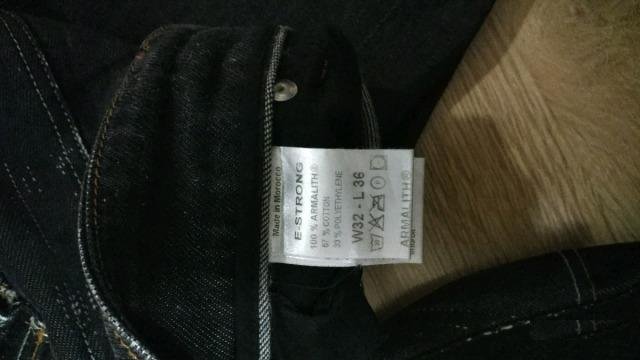 Made in Morocco
E-STRONG
100 % ARMALITH®
67 % COTTON
33 % POLYETHYLENE
W32 - L 36
ARMALITH®